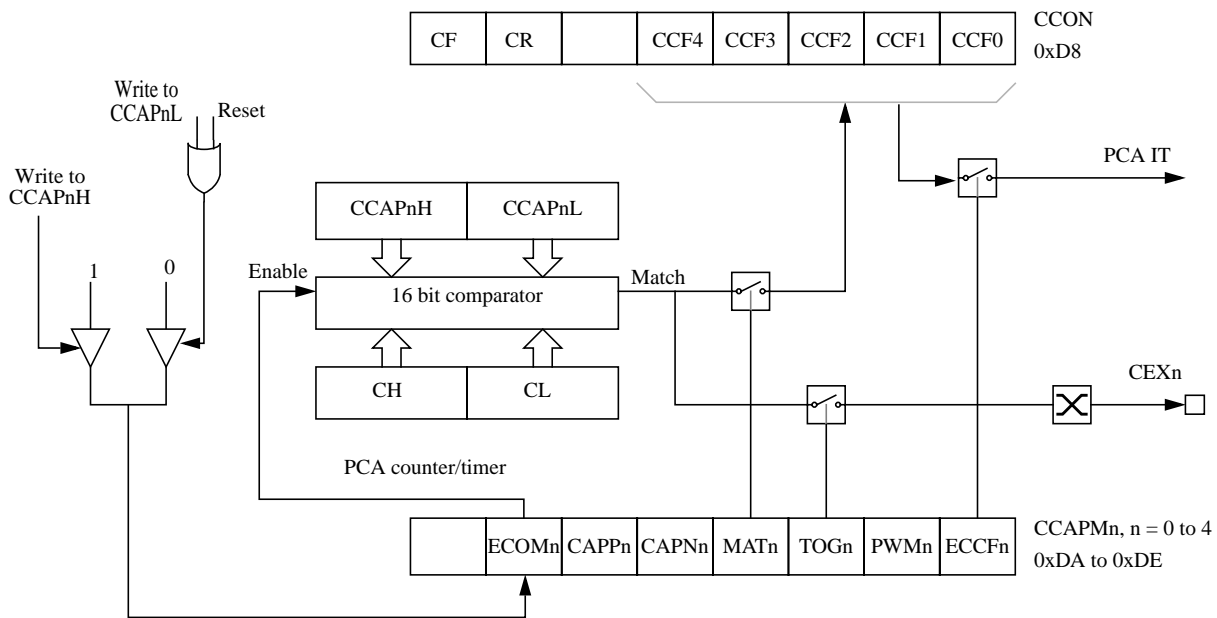 CF CR CCF4 CCF3 CCF2 CCF1 CCF0
CCON
0xD8
Write to
CCAPnL
Reset
Write to
CCAPnH
PCA IT
CCAPnH CCAPnL
1 0
Enable
16 bit comparator
Match
CH CL
CEXn
PCA counter/timer
ECOMn CAPPn CAPNn MATn TOGn PWMn ECCFn
CCAPMn, n = 0 to 4
0xDA to 0xDE